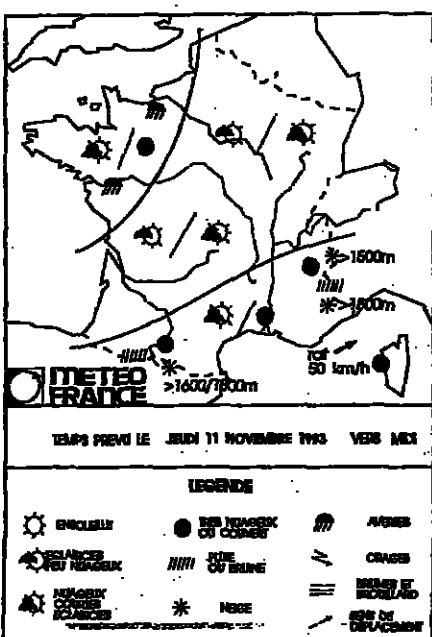 >1500m
>1800m
raf
50 km/h
METEO
FRANCE
>1600/1800m
TEMPS PREVU LE JEUDI 11 NOVEMBRE 1993 VERS MIDI
LEGENDE
ENSOLEILLE
TRES NUAGEUX
OU COUVERT
AVERSES
ECLAIRCIES
PEU NUAGEUX
PLUIE
OU BRUINE
ORAGES
NUAGEUX
COURTES
ECLAIRCIES
NEIGE
BRUMES ET
BROUILLARD
SENS DE
DEPLACEMENT